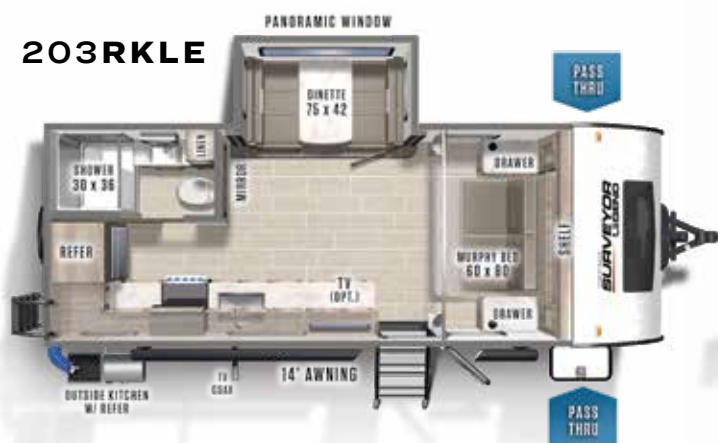 PANORAMIC WINDOW
203RKLE
PASS
THRU
DINETTE
75 x 42
LINEN
DRAWER
SHOWER
30 x 36
MIRROR
SURVEYOR
LEGEND
SHELF
REFER
MURPHY BED
60 x 80
TV
(OPT.)
DRAWER
14' AWNING
TV
COAX
OUTSIDE KITCHEN
W/ REFER
PASS
THRU